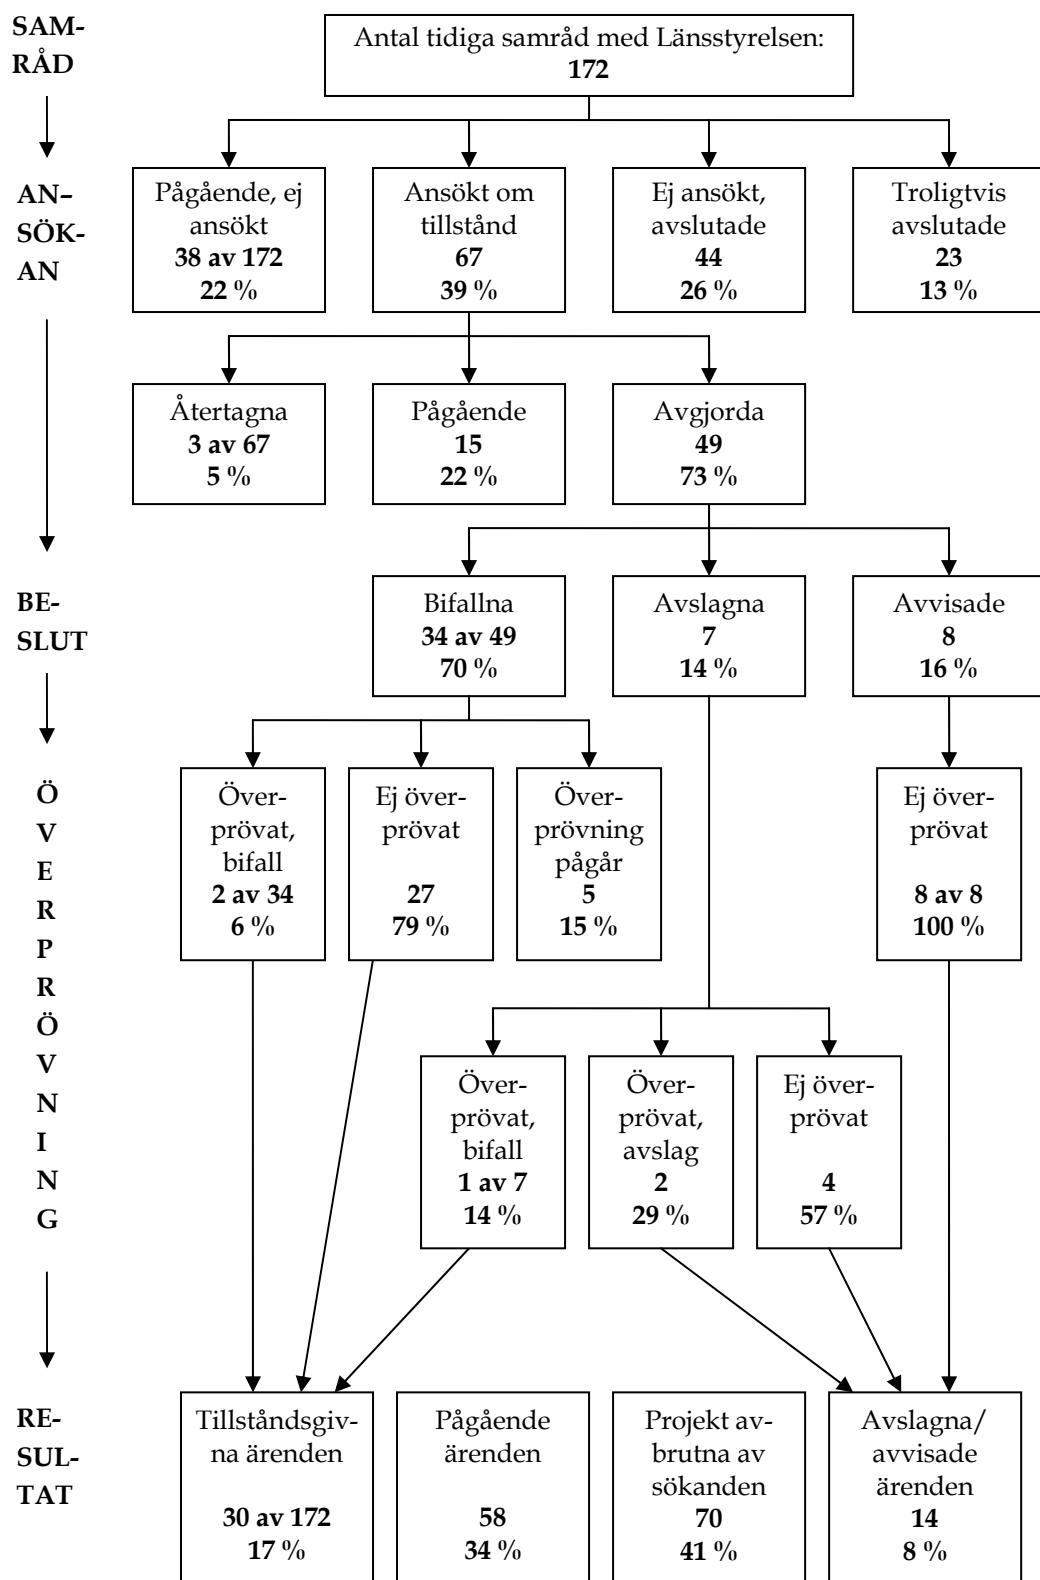 SAM-
RÅD
Antal tidiga samråd med Länsstyrelsen:
172
AN–
SÖK-
AN
Pågående, ej
ansökt
38 av 172
22 %
Ansökt om
tillstånd
67
39 %
Ej ansökt,
avslutade
44
26 %
Troligtvis
avslutade
23
13 %
Återtagna
3 av 67
5 %
Pågående
15
22 %
Avgjorda
49
73 %
BE-
SLUT
Bifallna
34 av 49
70 %
Avslagna
7
14 %
Avvisade
8
16 %
Ö
V
E
R
P
R
Ö
V
N
I
N
G
Över-
prövat,
bifall
2 av 34
6 %
Ej över-
prövat
27
79 %
Över-
prövning
pågår
5
15 %
Ej över-
prövat
8 av 8
100 %
Över-
prövat,
bifall
1 av 7
14 %
Över-
prövat,
avslag
2
29 %
Ej över-
prövat
4
57 %
RE-
SUL-
TAT
Tillståndsgiv-
na ärenden
30 av 172
17 %
Pågående
ärenden
58
34 %
Projekt av-
brutna av
sökanden
70
41 %
Avslagna/
avvisade
ärenden
14
8 %